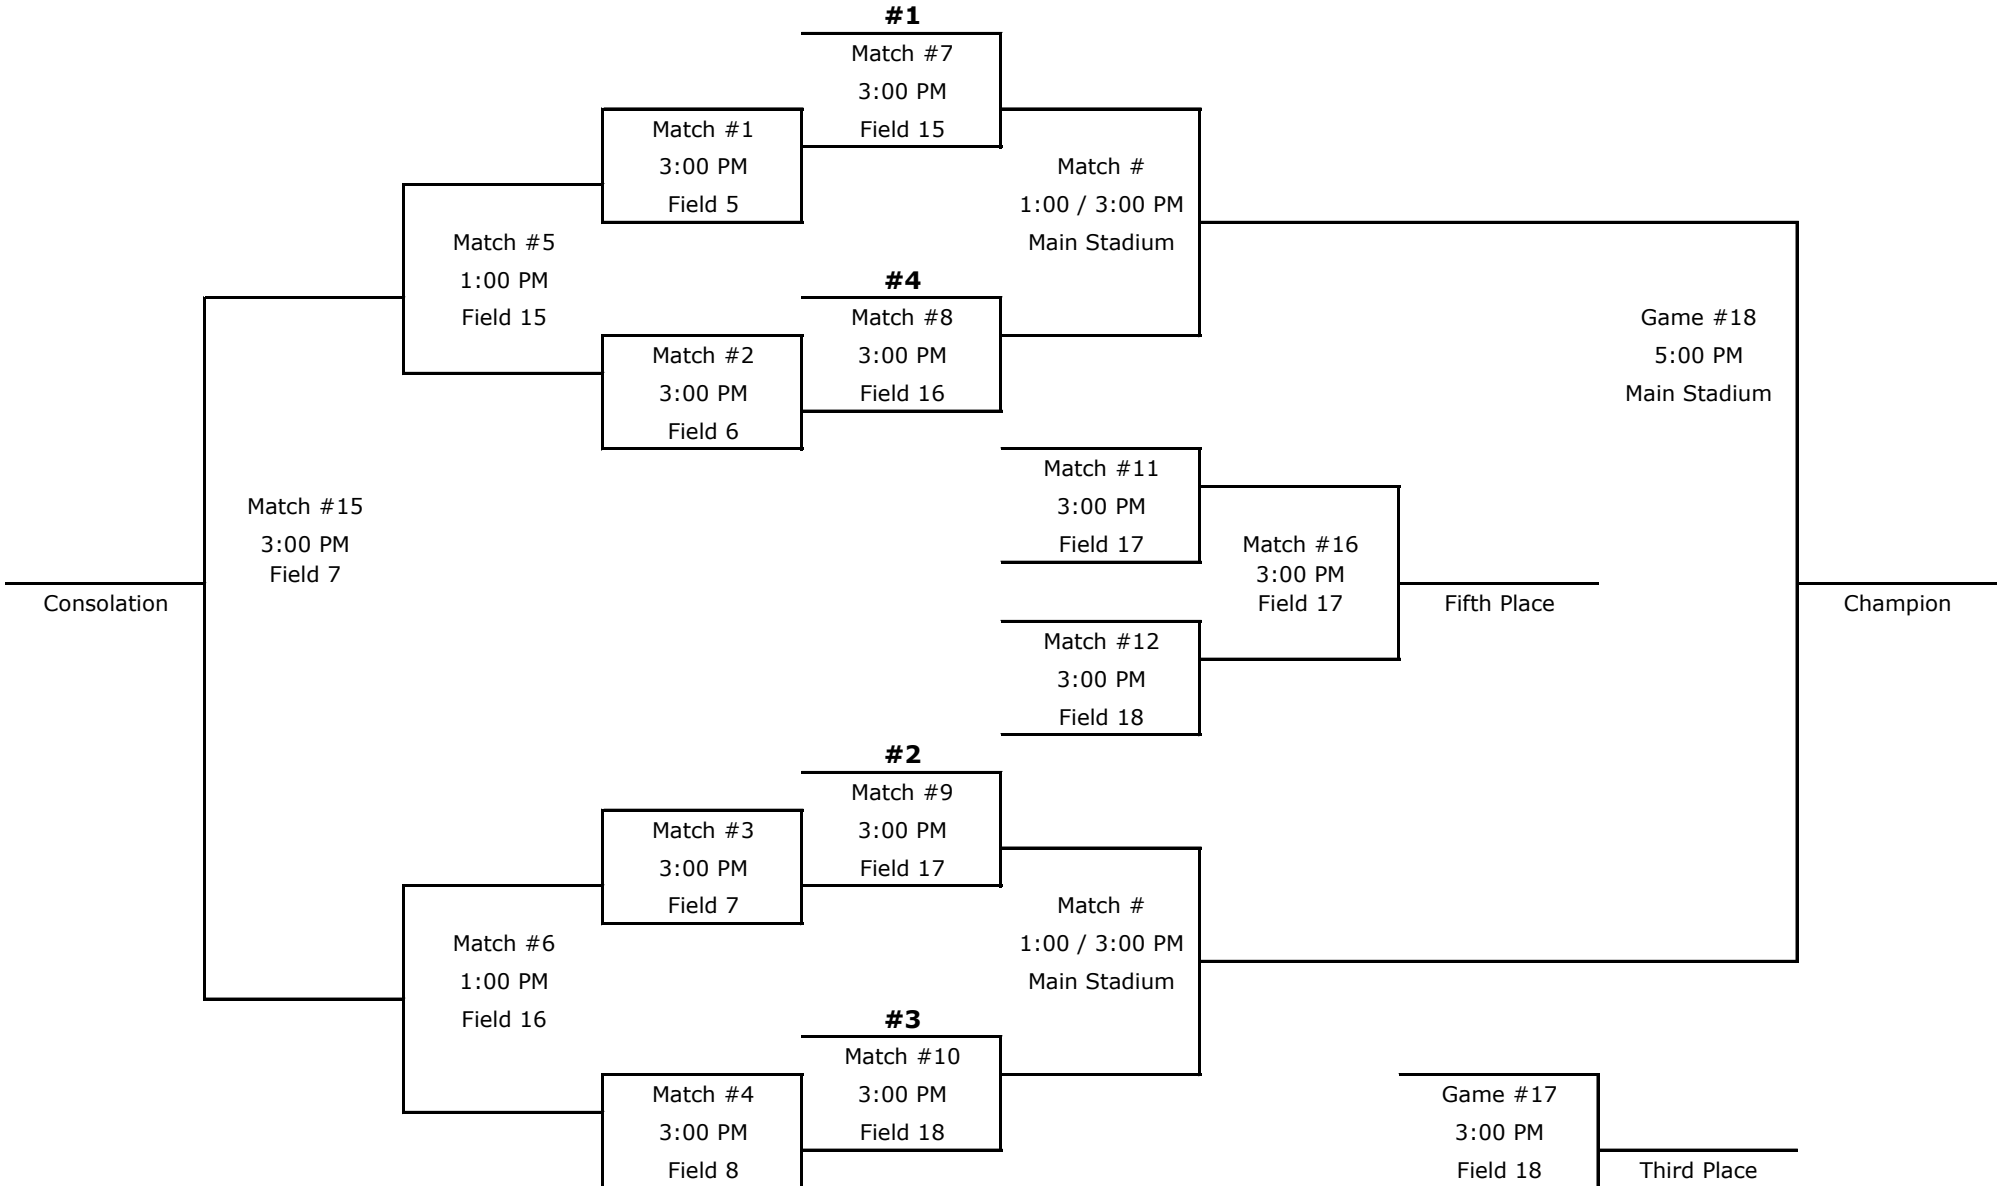 #1
Match #7
3:00 PM
Field 15
Match #1
3:00 PM
Field 5
Match #
1:00 / 3:00 PM
Main Stadium
Match #5
1:00 PM
Field 15
#4
Match #8
3:00 PM
Field 16
Match #2
3:00 PM
Field 6
Game #18
5:00 PM
Main Stadium
Match #11
3:00 PM
Field 17
Match #15
3:00 PM
Field 7
Match #16
3:00 PM
Field 17
Consolation
Fifth Place
Champion
Match #12
3:00 PM
Field 18
#2
Match #9
3:00 PM
Field 17
Match #3
3:00 PM
Field 7
Match #
1:00 / 3:00 PM
Main Stadium
Match #6
1:00 PM
Field 16
#3
Match #10
3:00 PM
Field 18
Match #4
3:00 PM
Field 8
Game #17
3:00 PM
Field 18
Third Place